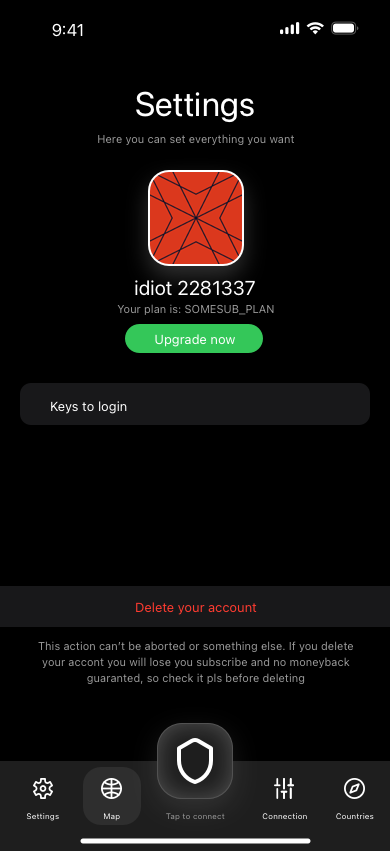 9:41
Settings
Here you can set everything you want
idiot 2281337
Your plan is: SOMESUB_PLAN
Upgrade now
Keys to login
Delete your account
This action can't be aborted or something else. If you delete
your accont you will lose you subscribe and no moneyback
guaranted, so check it pls before deleting
Settings
Map
Tap to connect
Connection
Countries